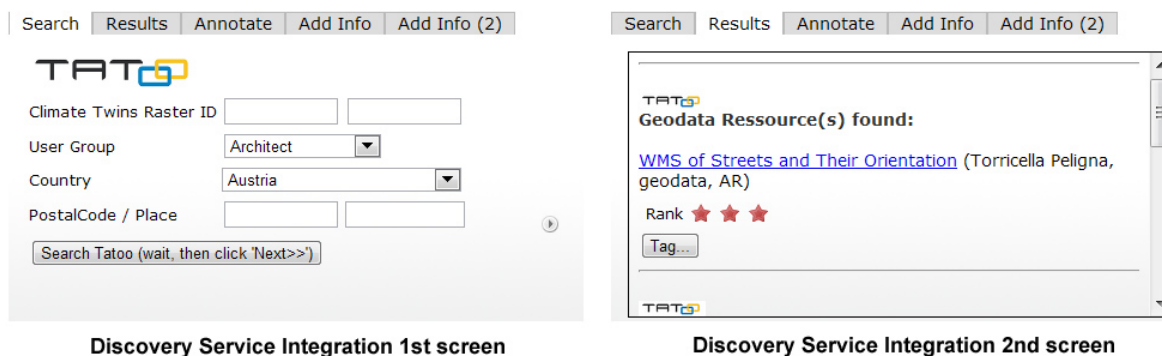 Search Results Annotate Add Info Add Info (2)
TATOO
Climate Twins Raster ID
User Group Architect
Country Austria
PostalCode / Place
Search Tatoo (wait, then click 'Next>>')
Discovery Service Integration 1st screen
Search Results Annotate Add Info Add Info (2)
TATOO
Geodata Ressource(s) found:
WMS of Streets and Their Orientation (Torricella Peligna,
geodata, AR)
Rank
Tag...
TATOO
Discovery Service Integration 2nd screen